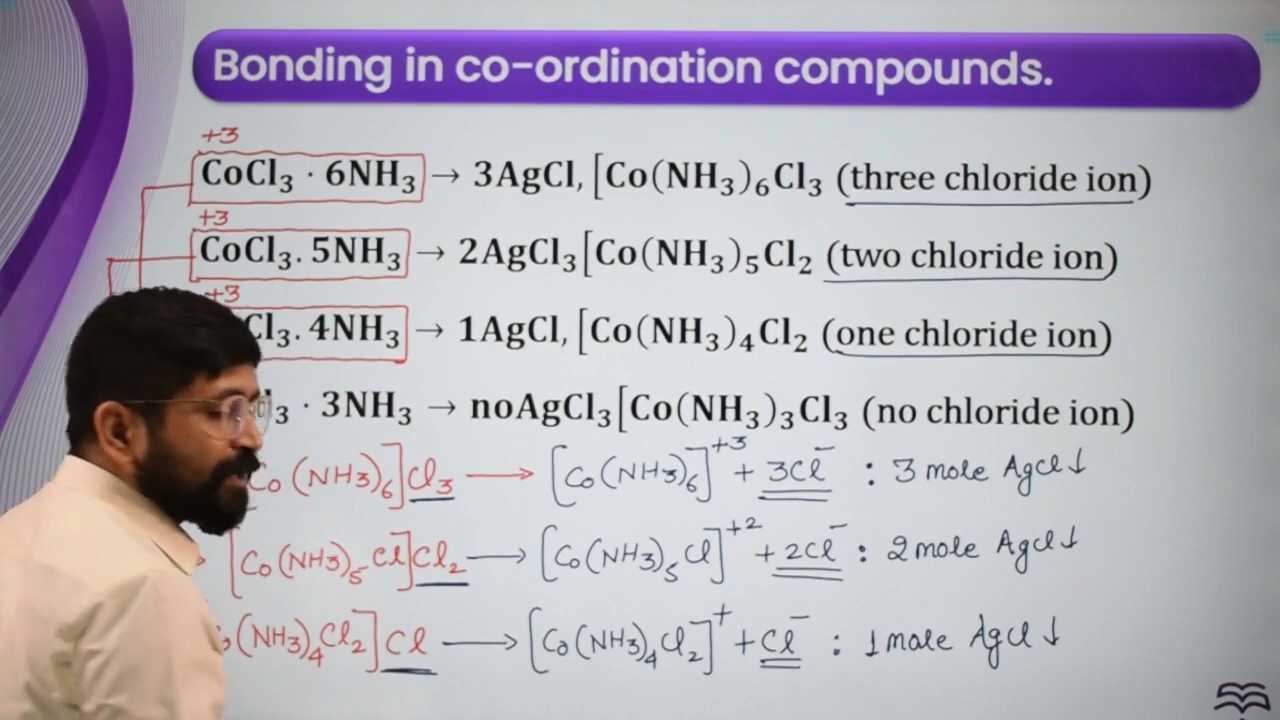 Bonding in co-ordination compounds.
+3
CoCl₃ · 6NH₃ → 3AgCl, [Co(NH₃)₆Cl₃ (three chloride ion)
+3
CoCl₃. 5NH₃ → 2AgCl₃[Co(NH₃)₅Cl₂ (two chloride ion)
+3
Cl₃. 4NH₃ → 1AgCl, [Co(NH₃)₄Cl₂ (one chloride ion)
l₃ · 3NH₃ → noAgCl₃[Co(NH₃)₃Cl₃ (no chloride ion)
Co(NH₃)₆]Cl₃ → [Co(NH₃)₆]⁺³ + 3Cl⁻ : 3 mole AgCl↓
[Co(NH₃)₅Cl]Cl₂ → [Co(NH₃)₅Cl]⁺² + 2Cl⁻ : 2 mole AgCl↓
o(NH₃)₄Cl₂]Cl → [Co(NH₃)₄Cl₂]⁺ + Cl⁻ : 1 mole AgCl↓